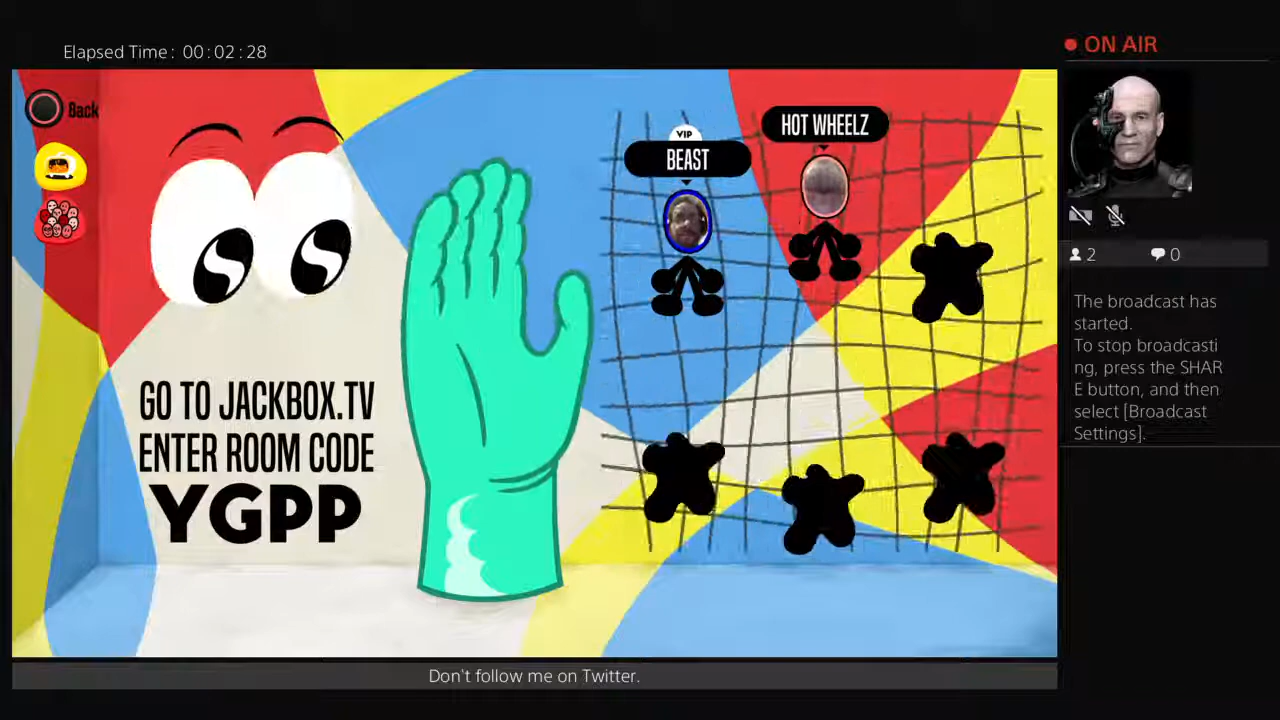 Elapsed Time: 00:02:28
ON AIR
Back
VIP
BEAST
HOT WHEELZ
2
0
The broadcast has
started.
To stop broadcasti
ng, press the SHAR
E button, and then
select [Broadcast
Settings].
GO TO JACKBOX.TV
ENTER ROOM CODE
YGPP
Don't follow me on Twitter.